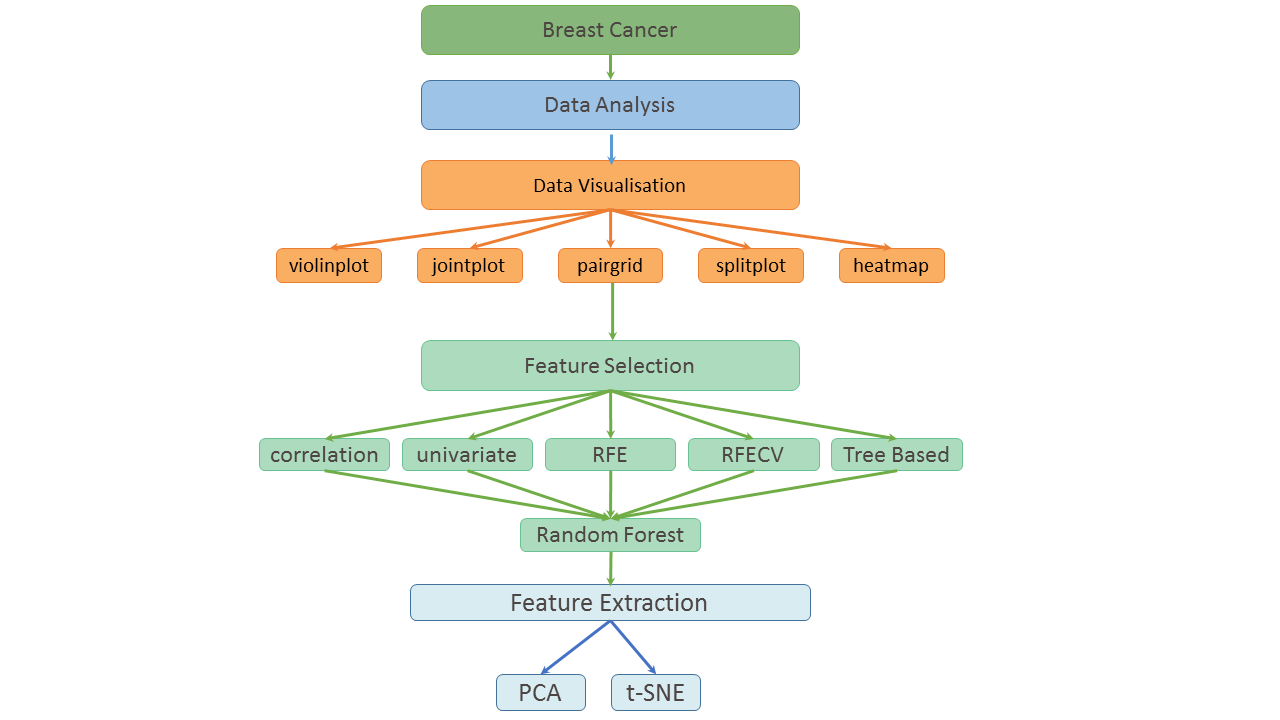 Breast Cancer
Data Analysis
Data Visualisation
violinplot
jointplot
pairgrid
splitplot
heatmap
Feature Selection
correlation
univariate
RFE
RFECV
Tree Based
Random Forest
Feature Extraction
PCA
t-SNE